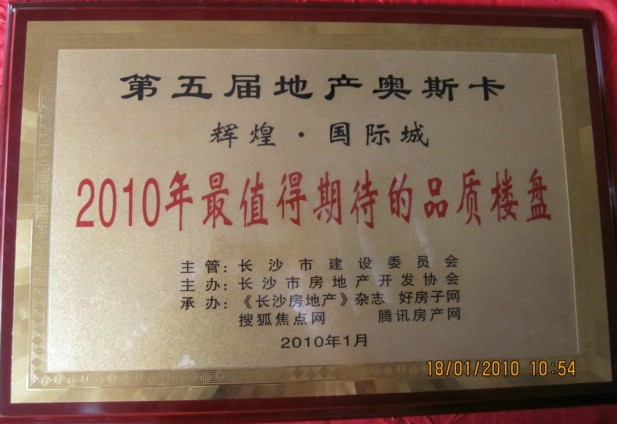 第五届地产奥斯卡
辉煌·国际城
2010年最值得期待的品质楼盘
主管：长沙市建设委员会
主办：长沙市房地产开发协会
承办：《长沙房地产》杂志 好房子网
搜狐焦点网 腾讯房产网
2010年1月
18/01/2010 10:54